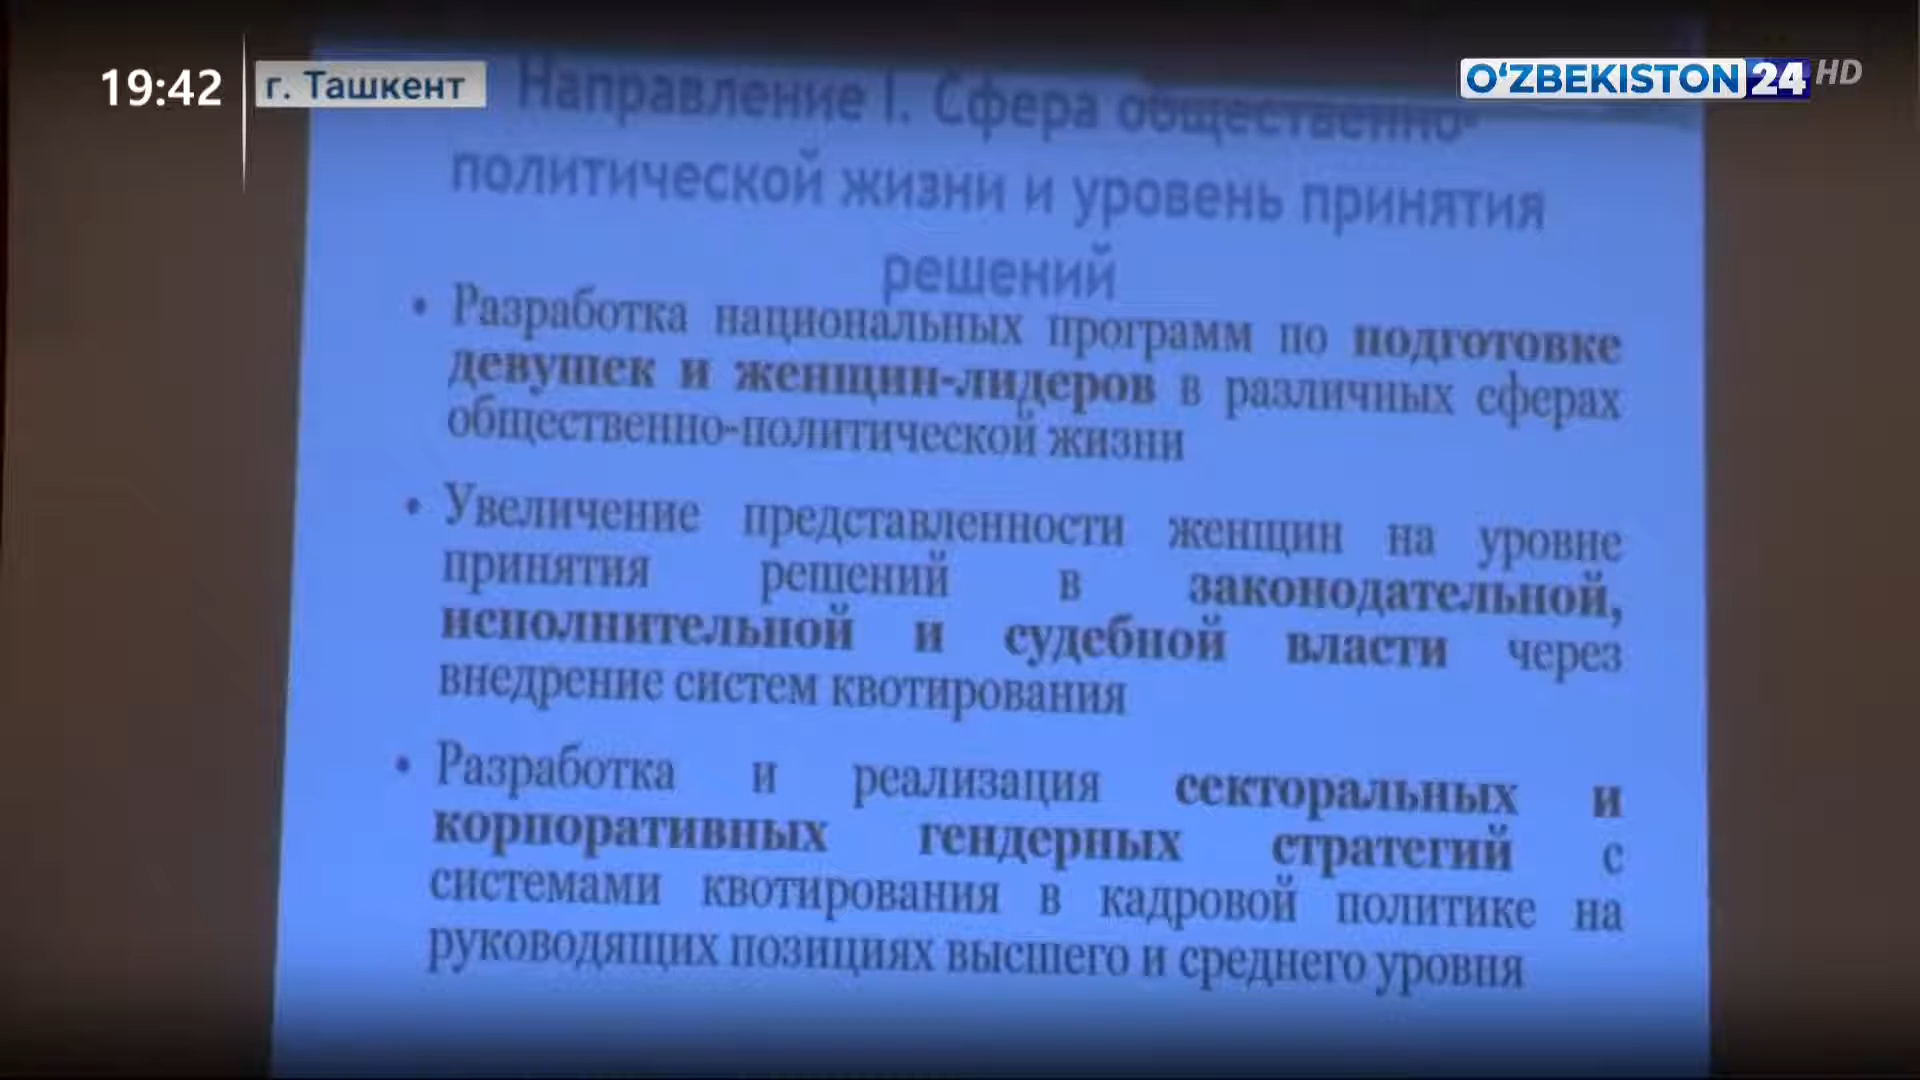 19:42
г. Ташкент
O‘ZBEKISTON 24 HD
Направление I. Сфера общественно-
политической жизни и уровень принятия
решений
• Разработка национальных программ по подготовке
девушек и женщин-лидеров в различных сферах
общественно-политической жизни
• Увеличение представленности женщин на уровне
принятия решений в законодательной,
исполнительной и судебной власти через
внедрение систем квотирования
• Разработка и реализация секторальных и
корпоративных гендерных стратегий с
системами квотирования в кадровой политике на
руководящих позициях высшего и среднего уровня